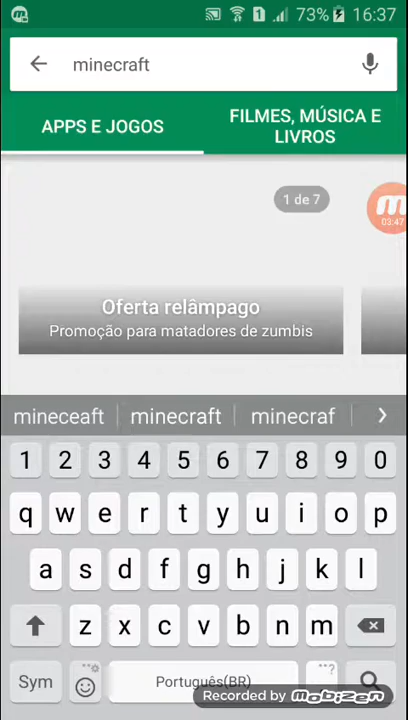 73% 16:37
minecraft
APPS E JOGOS
FILMES, MÚSICA E
LIVROS
1 de 7
03:47
Oferta relâmpago
Promoção para matadores de zumbis
mineceaft minecraft minecraf >
1 2 3 4 5 6 7 8 9 0
q w e r t y u i o p
a s d f g h j k l
z x c v b n m
Sym Português(BR)
Recorded by mobizen